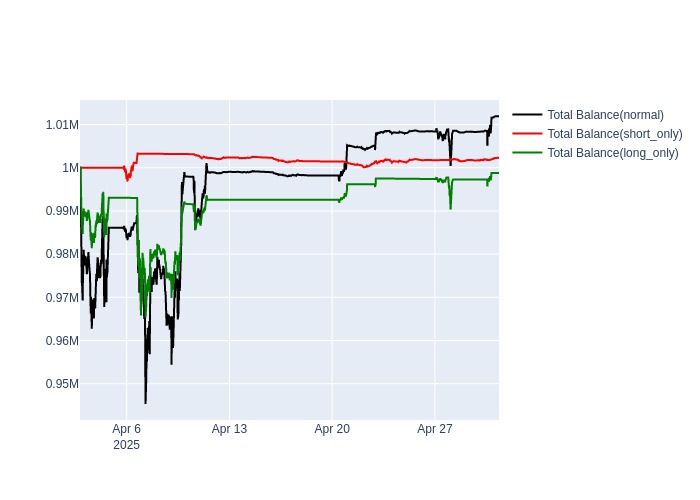 1.01M
1M
0.99M
0.98M
0.97M
0.96M
0.95M
Apr 6
2025
Apr 13
Apr 20
Apr 27
Total Balance(normal)
Total Balance(short_only)
Total Balance(long_only)